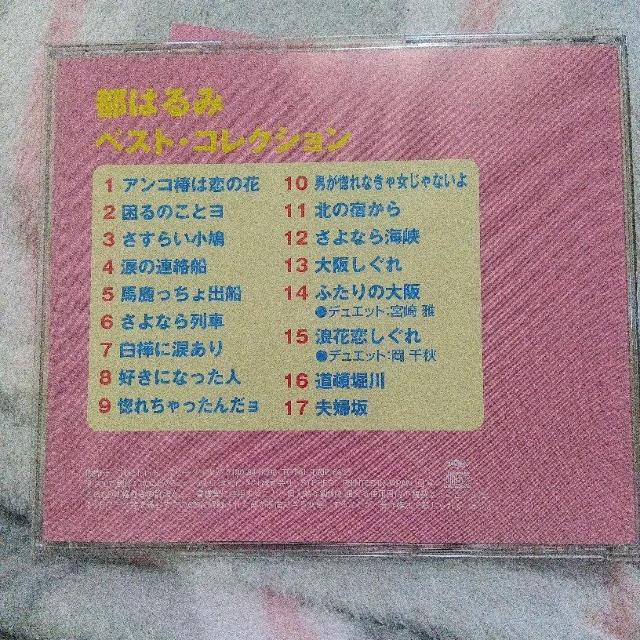 都はるみ
ベスト・コレクション
1 アンコ椿は恋の花
2 困るのことヨ
3 さすらい小鳩
4 涙の連絡船
5 馬鹿っちょ出船
6 さよなら列車
7 白樺に涙あり
8 好きになった人
9 惚れちゃったんだョ
10 男が惚れなきゃ女じゃないよ
11 北の宿から
12 さよなら海峡
13 大阪しぐれ
14 ふたりの大阪
●デュエット:宮崎 雅
15 浪花恋しぐれ
●デュエット:岡 千秋
16 道頓堀川
17 夫婦坂